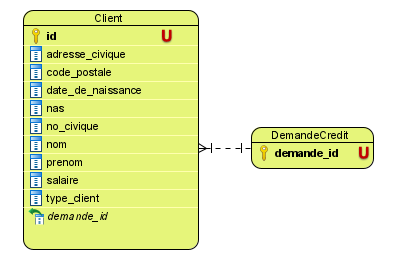 Client
id U
adresse_civique
code_postale
date_de_naissance
nas
no_civique
nom
prenom
salaire
type_client
demande_id
DemandeCredit
demande_id U